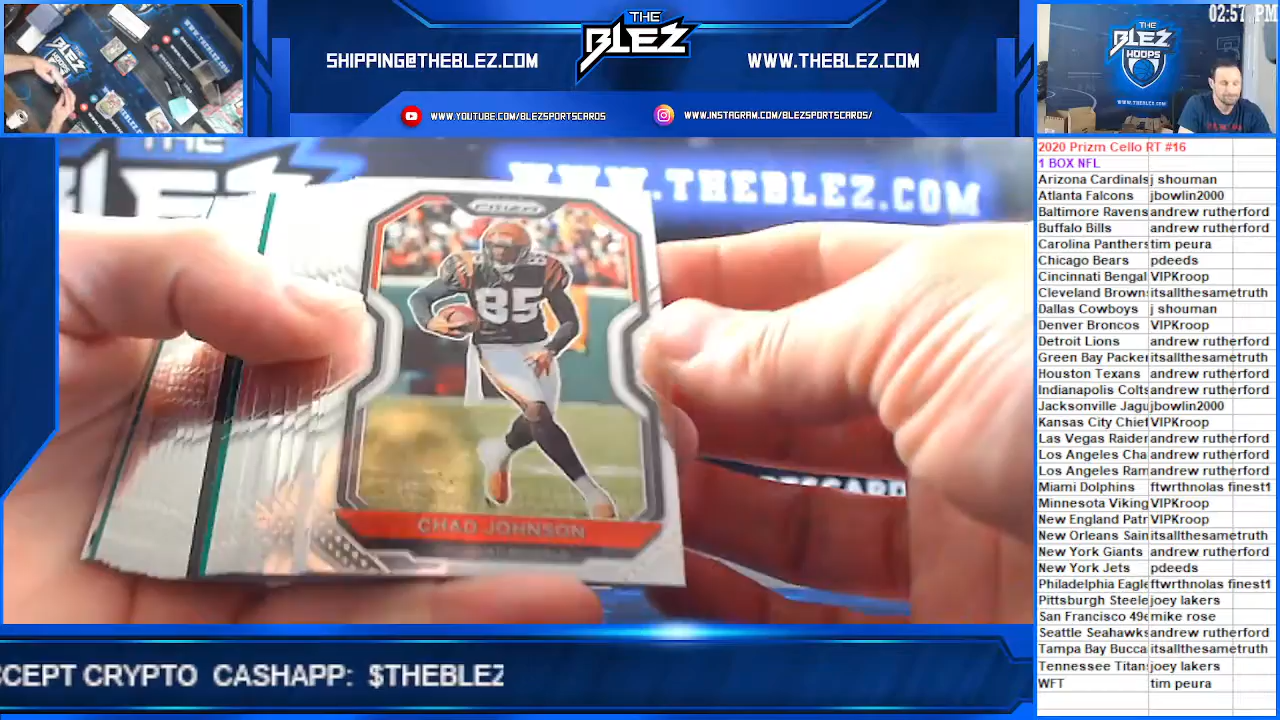 02:57 PM
THE
BLEZ
SHIPPING@THEBLEZ.COM
WWW.THEBLEZ.COM
WWW.YOUTUBE.COM/BLEZSPORTSCARDS
WWW.INSTAGRAM.COM/BLEZSPORTSCARDS/
THE
BLEZ
HOOPS
WWW.THEBLEZ.COM
WWW.THEBLEZ.COM
PRIZM
85
CHAD JOHNSON
2020 Prizm Cello RT #16
1 BOX NFL
Arizona Cardinals j shouman
Atlanta Falcons jbowlin2000
Baltimore Ravens andrew rutherford
Buffalo Bills andrew rutherford
Carolina Panthers tim peura
Chicago Bears pdeeds
Cincinnati Bengal VIPKroop
Cleveland Browns itsallthesametruth
Dallas Cowboys j shouman
Denver Broncos VIPKroop
Detroit Lions andrew rutherford
Green Bay Packer itsallthesametruth
Houston Texans andrew rutherford
Indianapolis Colts andrew rutherford
Jacksonville Jagu jbowlin2000
Kansas City Chief VIPKroop
Las Vegas Raider andrew rutherford
Los Angeles Cha andrew rutherford
Los Angeles Ram andrew rutherford
Miami Dolphins ftwrthnolas finest1
Minnesota Viking VIPKroop
New England Patr VIPKroop
New Orleans Sain itsallthesametruth
New York Giants andrew rutherford
New York Jets pdeeds
Philadelphia Eagle ftwrthnolas finest1
Pittsburgh Steele joey lakers
San Francisco 49e mike rose
Seattle Seahawks andrew rutherford
Tampa Bay Bucca itsallthesametruth
Tennessee Titan joey lakers
WFT tim peura
CCEPT CRYPTO CASHAPP: $THEBLEZ